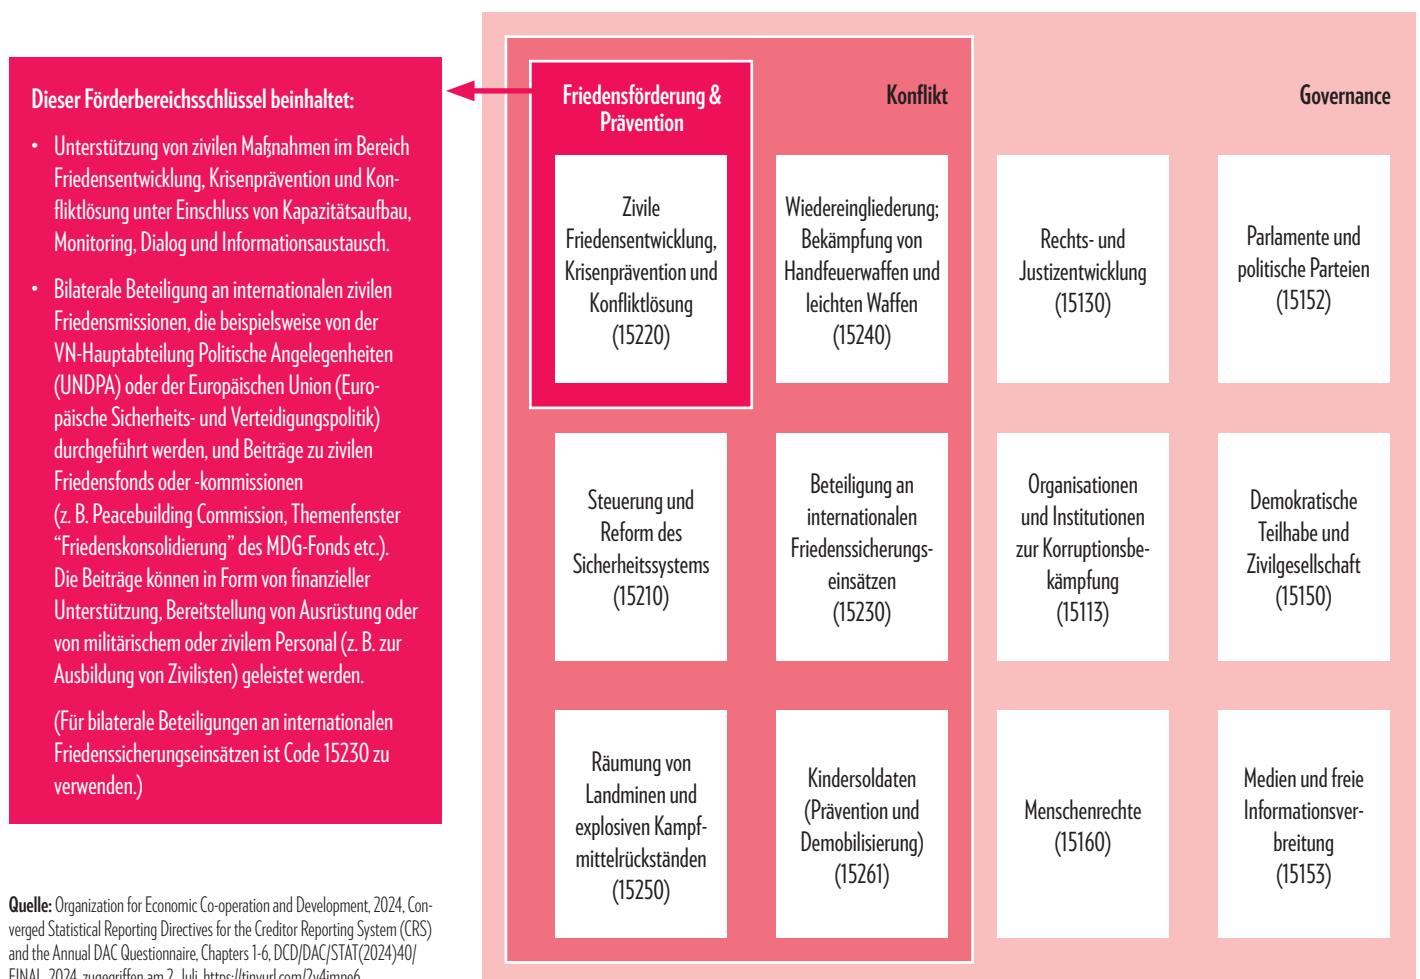 Dieser Förderbereichsschlüssel beinhaltet:
• Unterstützung von zivilen Maßnahmen im Bereich
Friedensentwicklung, Krisenprävention und Kon-
fliktlösung unter Einschluss von Kapazitätsaufbau,
Monitoring, Dialog und Informationsaustausch.
• Bilaterale Beteiligung an internationalen zivilen
Friedensmissionen, die beispielsweise von der
VN-Hauptabteilung Politische Angelegenheiten
(UNDPA) oder der Europäischen Union (Euro-
päische Sicherheits- und Verteidigungspolitik)
durchgeführt werden, und Beiträge zu zivilen
Friedensfonds oder -kommissionen
(z. B. Peacebuilding Commission, Themenfenster
“Friedenskonsolidierung” des MDG-Fonds etc.).
Die Beiträge können in Form von finanzieller
Unterstützung, Bereitstellung von Ausrüstung oder
von militärischem oder zivilem Personal (z. B. zur
Ausbildung von Zivilisten) geleistet werden.
(Für bilaterale Beteiligungen an internationalen
Friedenssicherungseinsätzen ist Code 15230 zu
verwenden.)
Quelle: Organization for Economic Co-operation and Development, 2024, Con-
verged Statistical Reporting Directives for the Creditor Reporting System (CRS)
and the Annual DAC Questionnaire, Chapters 1-6, DCD/DAC/STAT(2024)40/
FINAL, 2024, zugegriffen am 2. Juli, https://tinyurl.com/2v4jmne6
Friedensförderung &
Prävention
Konflikt
Governance
Zivile
Friedensentwicklung,
Krisenprävention und
Konfliktlösung
(15220)
Wiedereingliederung;
Bekämpfung von
Handfeuerwaffen und
leichten Waffen
(15240)
Rechts- und
Justizentwicklung
(15130)
Parlamente und
politische Parteien
(15152)
Steuerung und
Reform des
Sicherheitssystems
(15210)
Beteiligung an
internationalen
Friedenssicherungs-
einsätzen
(15230)
Organisationen
und Institutionen
zur Korruptionsbe-
kämpfung
(15113)
Demokratische
Teilhabe und
Zivilgesellschaft
(15150)
Räumung von
Landminen und
explosiven Kampf-
mittelrückständen
(15250)
Kindersoldaten
(Prävention und
Demobilisierung)
(15261)
Menschenrechte
(15160)
Medien und freie
Informationsver-
breitung
(15153)